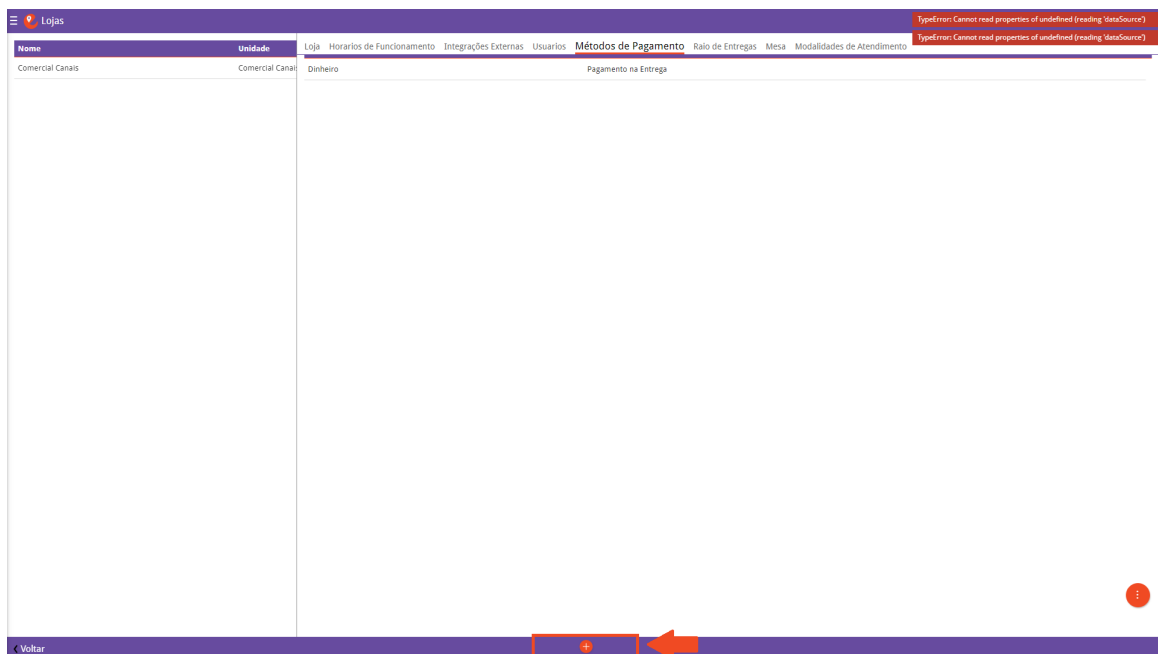 Lojas
TypeError: Cannot read properties of undefined (reading 'dataSource')
TypeError: Cannot read properties of undefined (reading 'dataSource')
Nome Unidade
Comercial Canais Comercial Canais
Loja Horarios de Funcionamento Integrações Externas Usuarios Métodos de Pagamento Raio de Entregas Mesa Modalidades de Atendimento
Dinheiro Pagamento na Entrega
Voltar